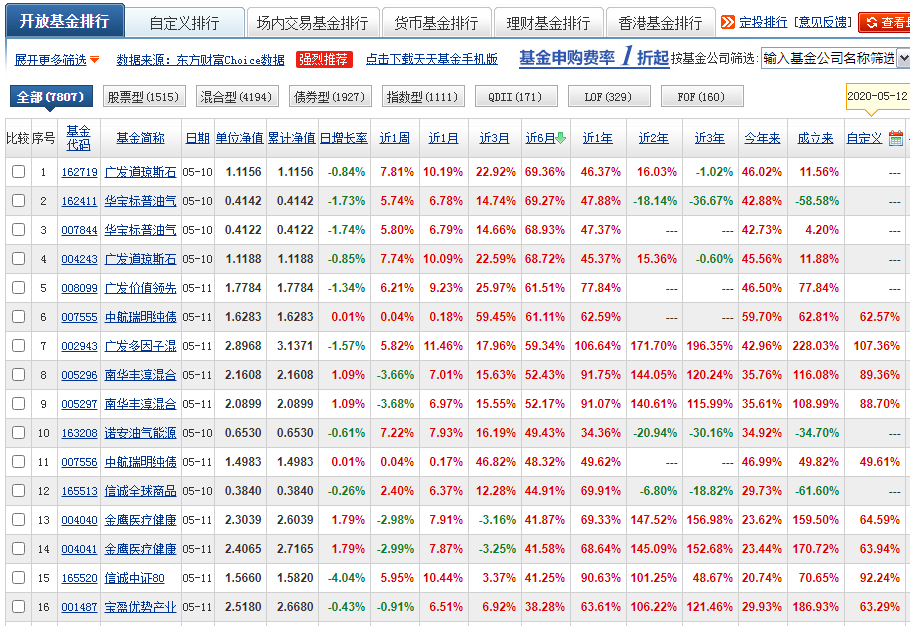 开放基金排行 自定义排行 场内交易基金排行 货币基金排行 理财基金排行 香港基金排行 定投排行 [意见反馈] 查看
展开更多筛选 数据来源：东方财富Choice数据 强烈推荐 点击下载天天基金手机版 基金申购费率1折起 按基金公司筛选: 输入基金公司名称筛选
全部(7807) 股票型(1515) 混合型(4194) 债券型(1927) 指数型(1111) QDII(171) LOF(329) FOF(160) 2020-05-12
比较 序号 基金代码 基金简称 日期 单位净值 累计净值 日增长率 近1周 近1月 近3月 近6月 近1年 近2年 近3年 今年来 成立来 自定义
1 162719 广发道琼斯石 05-10 1.1156 1.1156 -0.84% 7.81% 10.19% 22.92% 69.36% 46.37% 16.03% -1.02% 46.02% 11.56% ---
2 162411 华宝标普油气 05-10 0.4142 0.4142 -1.73% 5.74% 6.78% 14.74% 69.27% 47.88% -18.14% -36.67% 42.88% -58.58% ---
3 007844 华宝标普油气 05-10 0.4122 0.4122 -1.74% 5.80% 6.79% 14.66% 68.93% 47.37% --- --- 42.73% 4.20% ---
4 004243 广发道琼斯石 05-10 1.1188 1.1188 -0.85% 7.74% 10.09% 22.59% 68.72% 45.37% 15.36% -0.60% 45.56% 11.88% ---
5 008099 广发价值领先 05-11 1.7784 1.7784 -1.34% 6.21% 9.23% 25.97% 61.51% 77.84% --- --- 46.50% 77.84% ---
6 007555 中航瑞明纯债 05-11 1.6283 1.6283 0.01% 0.04% 0.18% 59.45% 61.11% 62.59% --- --- 59.70% 62.81% 62.57%
7 002943 广发多因子混 05-11 2.8968 3.1371 -1.57% 5.82% 11.46% 17.96% 59.34% 106.64% 171.70% 196.35% 42.96% 228.03% 107.36%
8 005296 南华丰淳混合 05-11 2.1608 2.1608 1.09% -3.66% 7.01% 15.63% 52.43% 91.75% 144.05% 120.24% 35.76% 116.08% 89.36%
9 005297 南华丰淳混合 05-11 2.0899 2.0899 1.09% -3.68% 6.97% 15.55% 52.17% 91.07% 140.61% 115.99% 35.61% 108.99% 88.70%
10 163208 诺安油气能源 05-10 0.6530 0.6530 -0.61% 7.22% 7.93% 16.19% 49.43% 34.36% -20.94% -30.16% 34.92% -34.70% ---
11 007556 中航瑞明纯债 05-11 1.4983 1.4983 0.01% 0.04% 0.17% 46.82% 48.32% 49.62% --- --- 46.99% 49.82% 49.61%
12 165513 信诚全球商品 05-10 0.3840 0.3840 -0.26% 2.40% 6.37% 12.28% 44.91% 69.91% -6.80% -18.82% 29.73% -61.60% ---
13 004040 金鹰医疗健康 05-11 2.3039 2.6039 1.79% -2.98% 7.91% -3.16% 41.87% 69.33% 147.52% 156.98% 23.62% 159.50% 64.59%
14 004041 金鹰医疗健康 05-11 2.4065 2.7165 1.79% -2.99% 7.87% -3.25% 41.58% 68.64% 145.09% 152.68% 23.44% 170.72% 63.94%
15 165520 信诚中证80 05-11 1.5660 1.5820 -4.04% 5.95% 10.44% 3.37% 41.25% 90.63% 101.25% 48.67% 20.74% 70.65% 92.24%
16 001487 宝盈优势产业 05-11 2.5180 2.6680 -0.43% -0.91% 6.51% 6.92% 38.28% 63.61% 106.22% 121.46% 29.93% 186.93% 63.29%